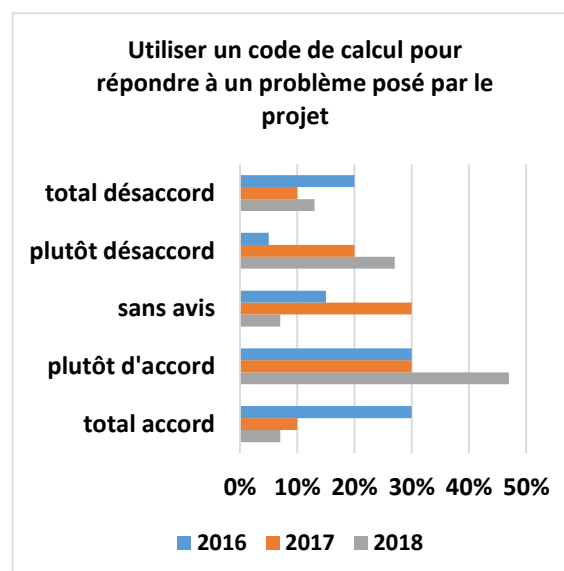 Utiliser un code de calcul pour
répondre à un problème posé par le
projet
total désaccord
plutôt désaccord
sans avis
plutôt d'accord
total accord
0% 10% 20% 30% 40% 50%
2016 2017 2018